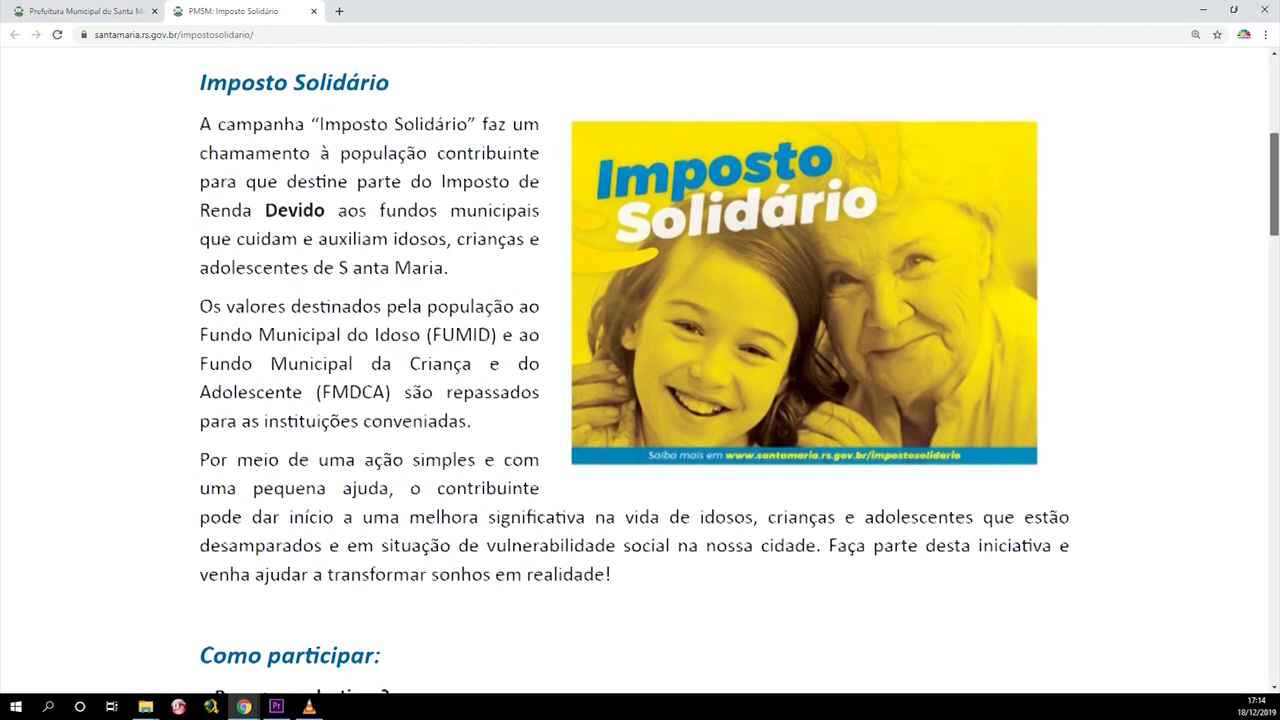 Prefeitura Municipal de Santa M
PMSM: Imposto Solidário
santamaria.rs.gov.br/impostosolidario/
Imposto Solidário
A campanha “Imposto Solidário” faz um
chamamento à população contribuinte
para que destine parte do Imposto de
Renda Devido aos fundos municipais
que cuidam e auxiliam idosos, crianças e
adolescentes de S anta Maria.
Os valores destinados pela população ao
Fundo Municipal do Idoso (FUMID) e ao
Fundo Municipal da Criança e do
Adolescente (FMDCA) são repassados
para as instituições conveniadas.
Por meio de uma ação simples e com
uma pequena ajuda, o contribuinte
pode dar início a uma melhora significativa na vida de idosos, crianças e adolescentes que estão
desamparados e em situação de vulnerabilidade social na nossa cidade. Faça parte desta iniciativa e
venha ajudar a transformar sonhos em realidade!
Imposto
Solidário
Saiba mais em www.santamaria.rs.gov.br/impostosolidario
Como participar:
Pr
17:14
18/12/2019